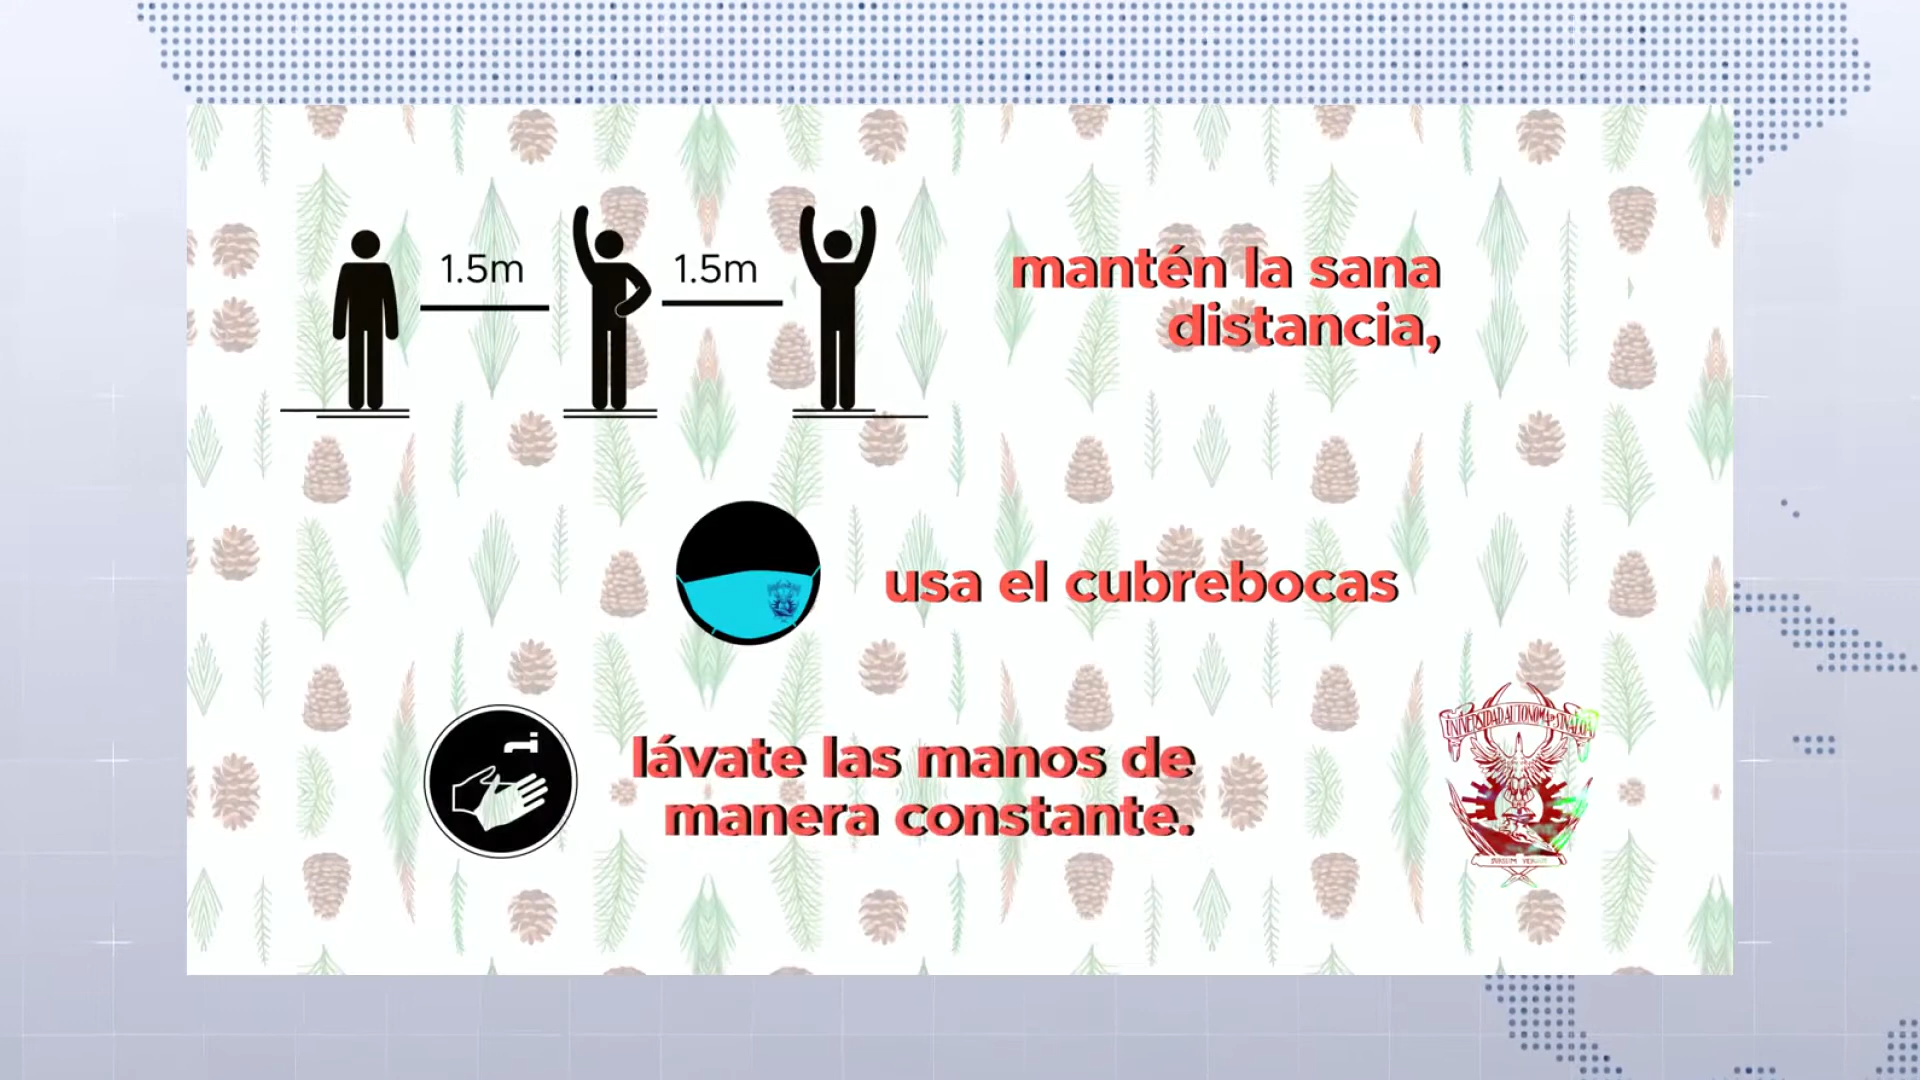 1.5m
1.5m
mantén la sana
distancia,
usa el cubrebocas
lávate las manos de
manera constante.
UNIVERSIDAD AUTONOMA DE SINALOA